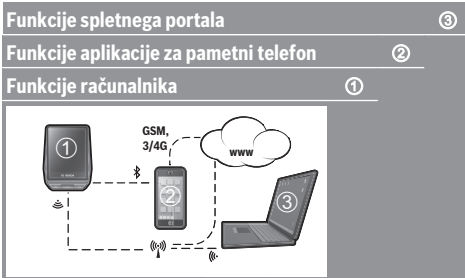 Funkcije spletnega portala ③
Funkcije aplikacije za pametni telefon ②
Funkcije računalnika ①
GSM,
3/4G
www
①
②
③